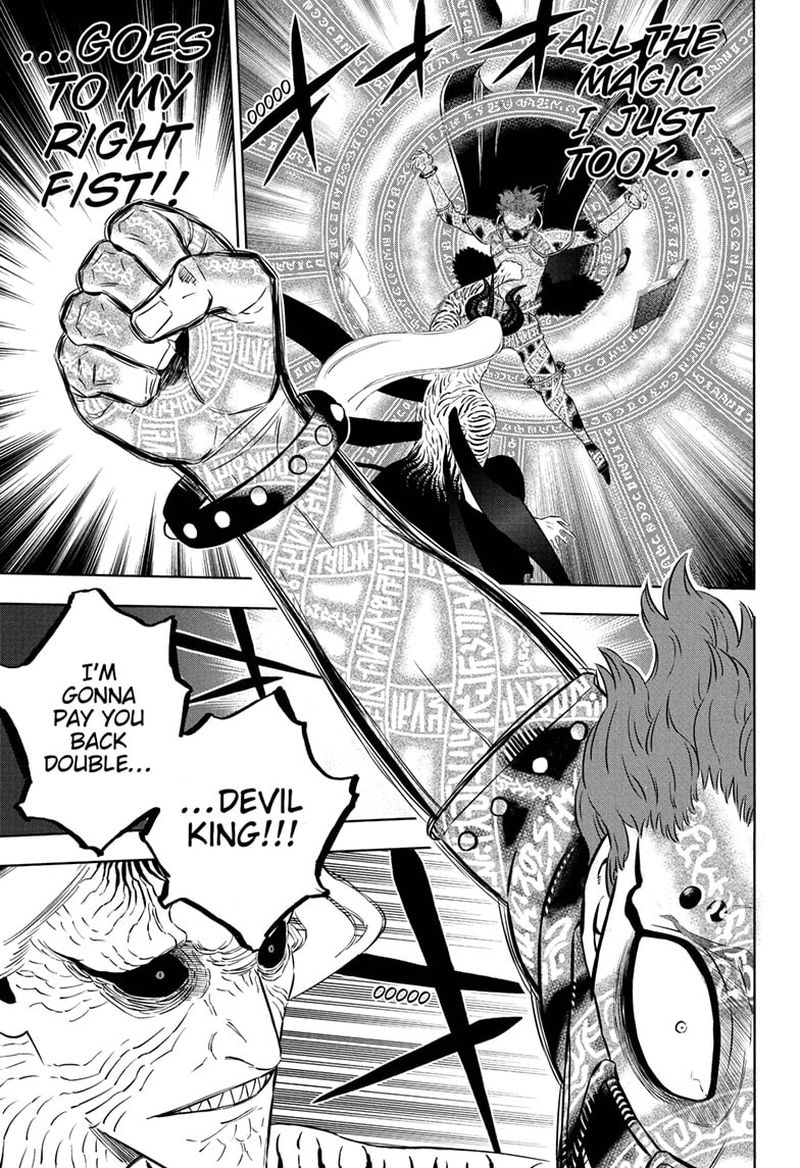 ALL THE
MAGIC
I JUST
TOOK...
OOOOO
...GOES
TO MY
RIGHT
FIST!!
I'M
GONNA
PAY YOU
BACK
DOUBLE...
...DEVIL
KING!!!
OOOOO